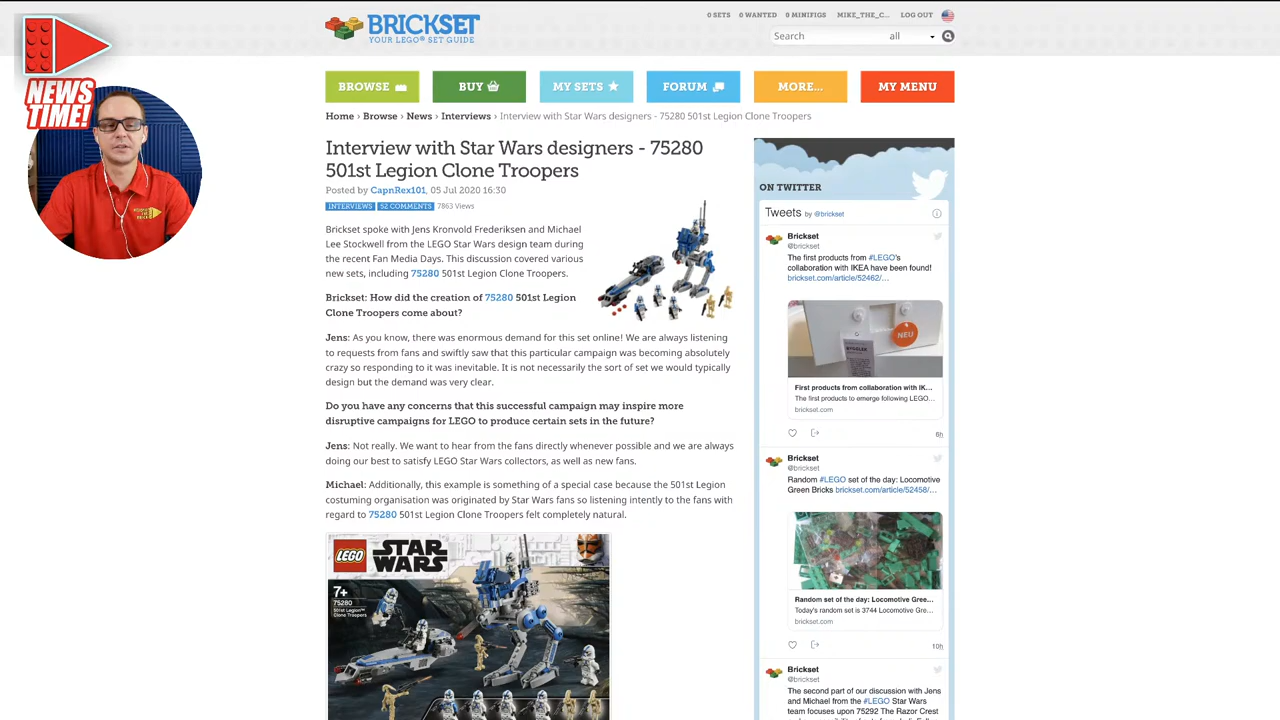 NEWS
TIME!
BRICKSET
YOUR LEGO® SET GUIDE
0 SETS 0 WANTED 0 MINIFIGS MIKE_THE_C... LOG OUT
Search all
BROWSE BUY MY SETS FORUM MORE... MY MENU
Home › Browse › News › Interviews › Interview with Star Wars designers - 75280 501st Legion Clone Troopers
Interview with Star Wars designers - 75280
501st Legion Clone Troopers
Posted by CapnRex101, 05 Jul 2020 16:30
INTERVIEWS 52 COMMENTS 7863 Views
Brickset spoke with Jens Kronvold Frederiksen and Michael
Lee Stockwell from the LEGO Star Wars design team during
the recent Fan Media Days. This discussion covered various
new sets, including 75280 501st Legion Clone Troopers.
Brickset: How did the creation of 75280 501st Legion
Clone Troopers come about?
Jens: As you know, there was enormous demand for this set online! We are always listening
to requests from fans and swiftly saw that this particular campaign was becoming absolutely
crazy so responding to it was inevitable. It is not necessarily the sort of set we would typically
design but the demand was very clear.
Do you have any concerns that this successful campaign may inspire more
disruptive campaigns for LEGO to produce certain sets in the future?
Jens: Not really. We want to hear from the fans directly whenever possible and we are always
doing our best to satisfy LEGO Star Wars collectors, as well as new fans.
Michael: Additionally, this example is something of a special case because the 501st Legion
costuming organisation was originated by Star Wars fans so listening intently to the fans with
regard to 75280 501st Legion Clone Troopers felt completely natural.
LEGO STAR WARS
7+
75280
501st Legion™
Clone Troopers
ON TWITTER
Tweets by @brickset
Brickset
@brickset
The first products from #LEGO's
collaboration with IKEA have been found!
brickset.com/article/52462/...
NEU
First products from collaboration with IK...
The first products to emerge following LEGO...
brickset.com
8h
Brickset
@brickset
Random #LEGO set of the day: Locomotive
Green Bricks brickset.com/article/52458/...
Random set of the day: Locomotive Gree...
Today's random set is 3744 Locomotive Gre...
brickset.com
10h
Brickset
@brickset
The second part of our discussion with Jens
and Michael from the #LEGO Star Wars
team focuses upon 75292 The Razor Crest